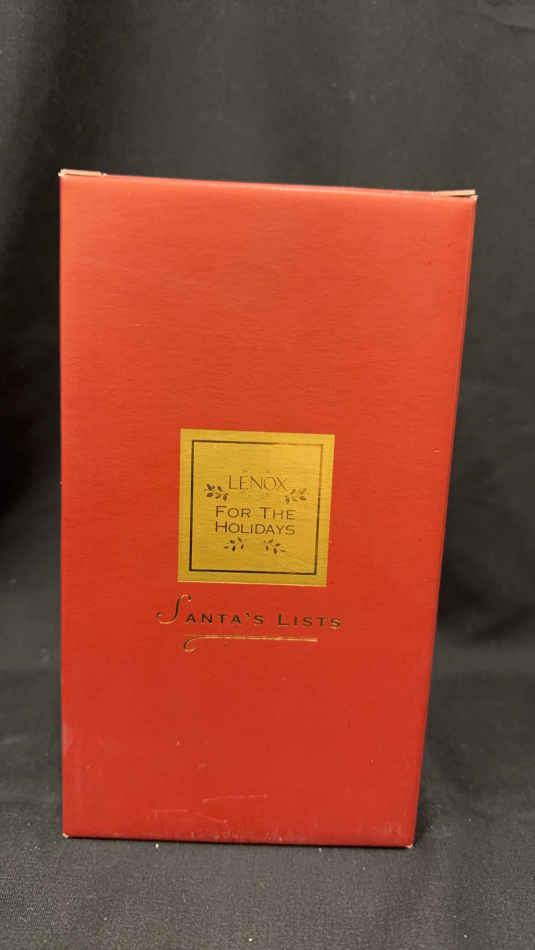 LENOX
FOR THE
HOLIDAYS
SANTA'S LISTS